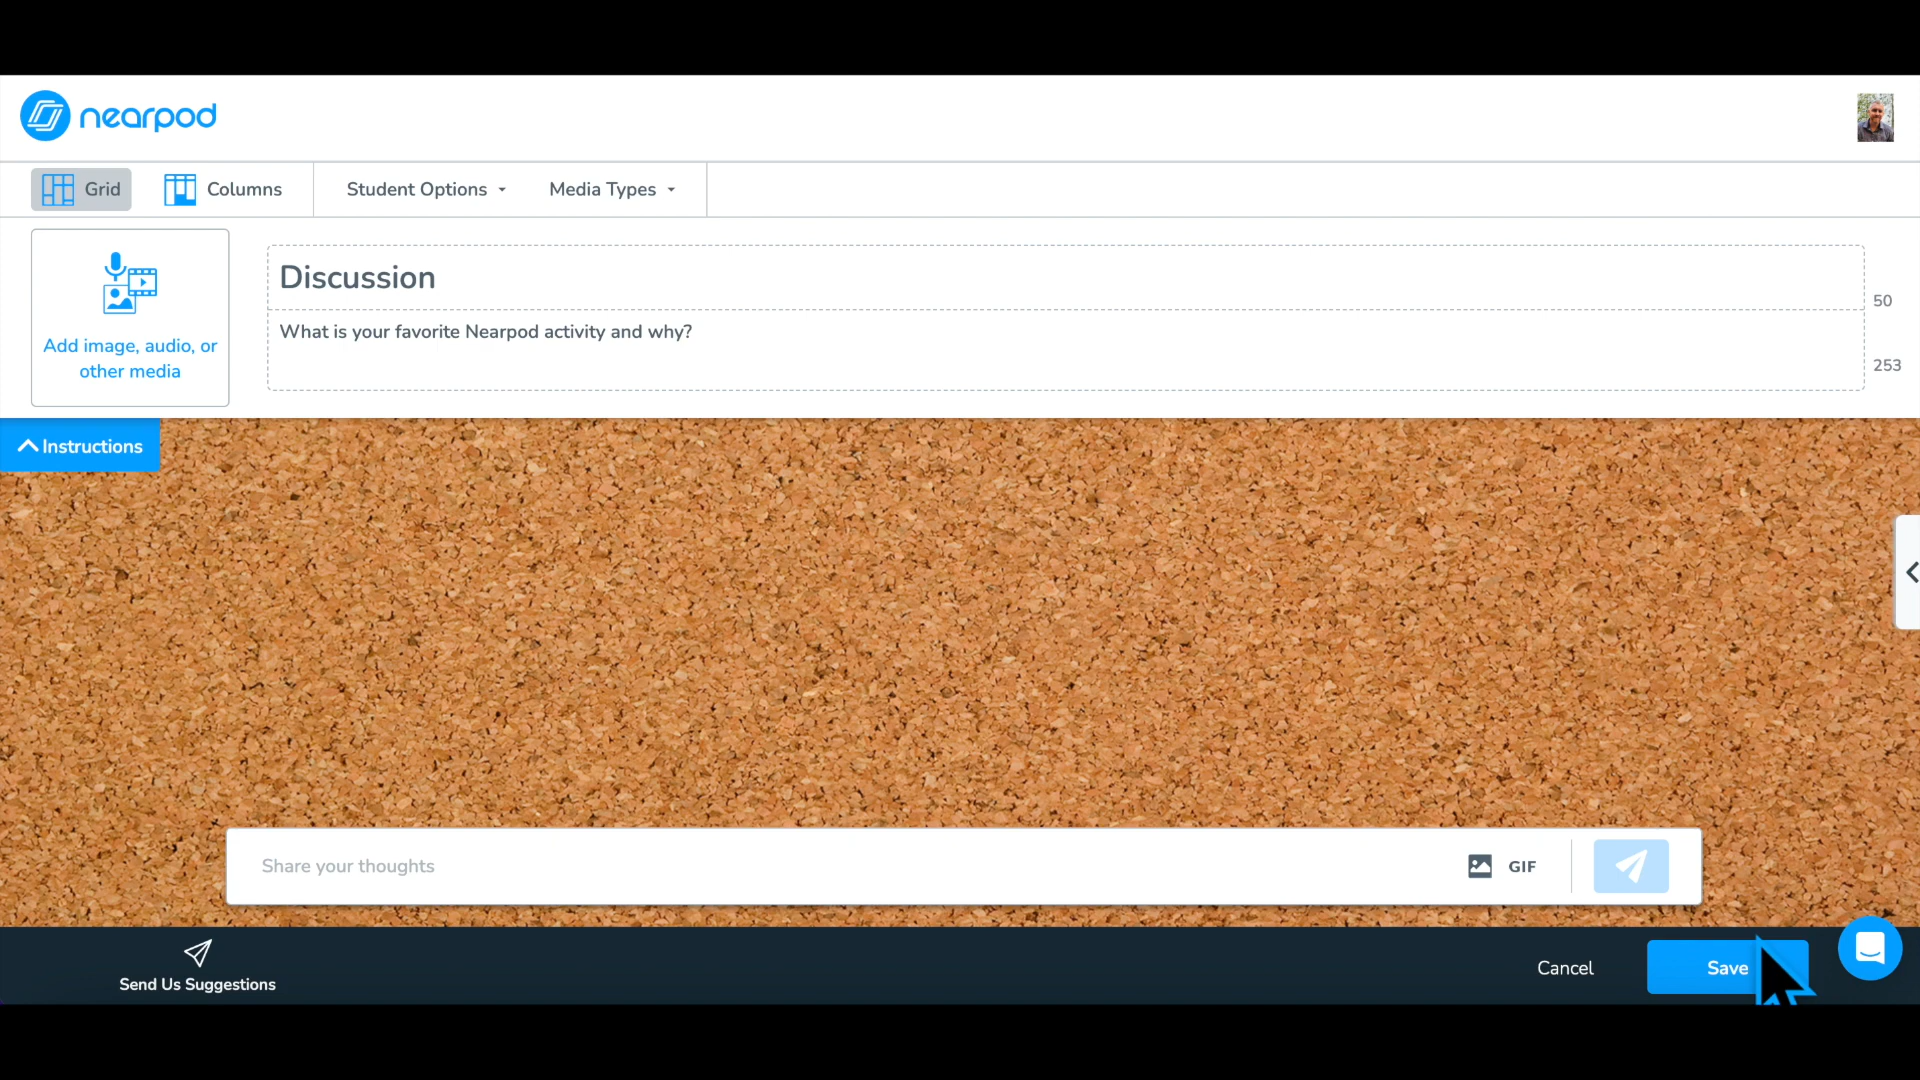 nearpod
Grid
Columns
Student Options
Media Types
Add image, audio, or
other media
Discussion
50
What is your favorite Nearpod activity and why?
253
Instructions
Share your thoughts
GIF
Send Us Suggestions
Cancel
Save